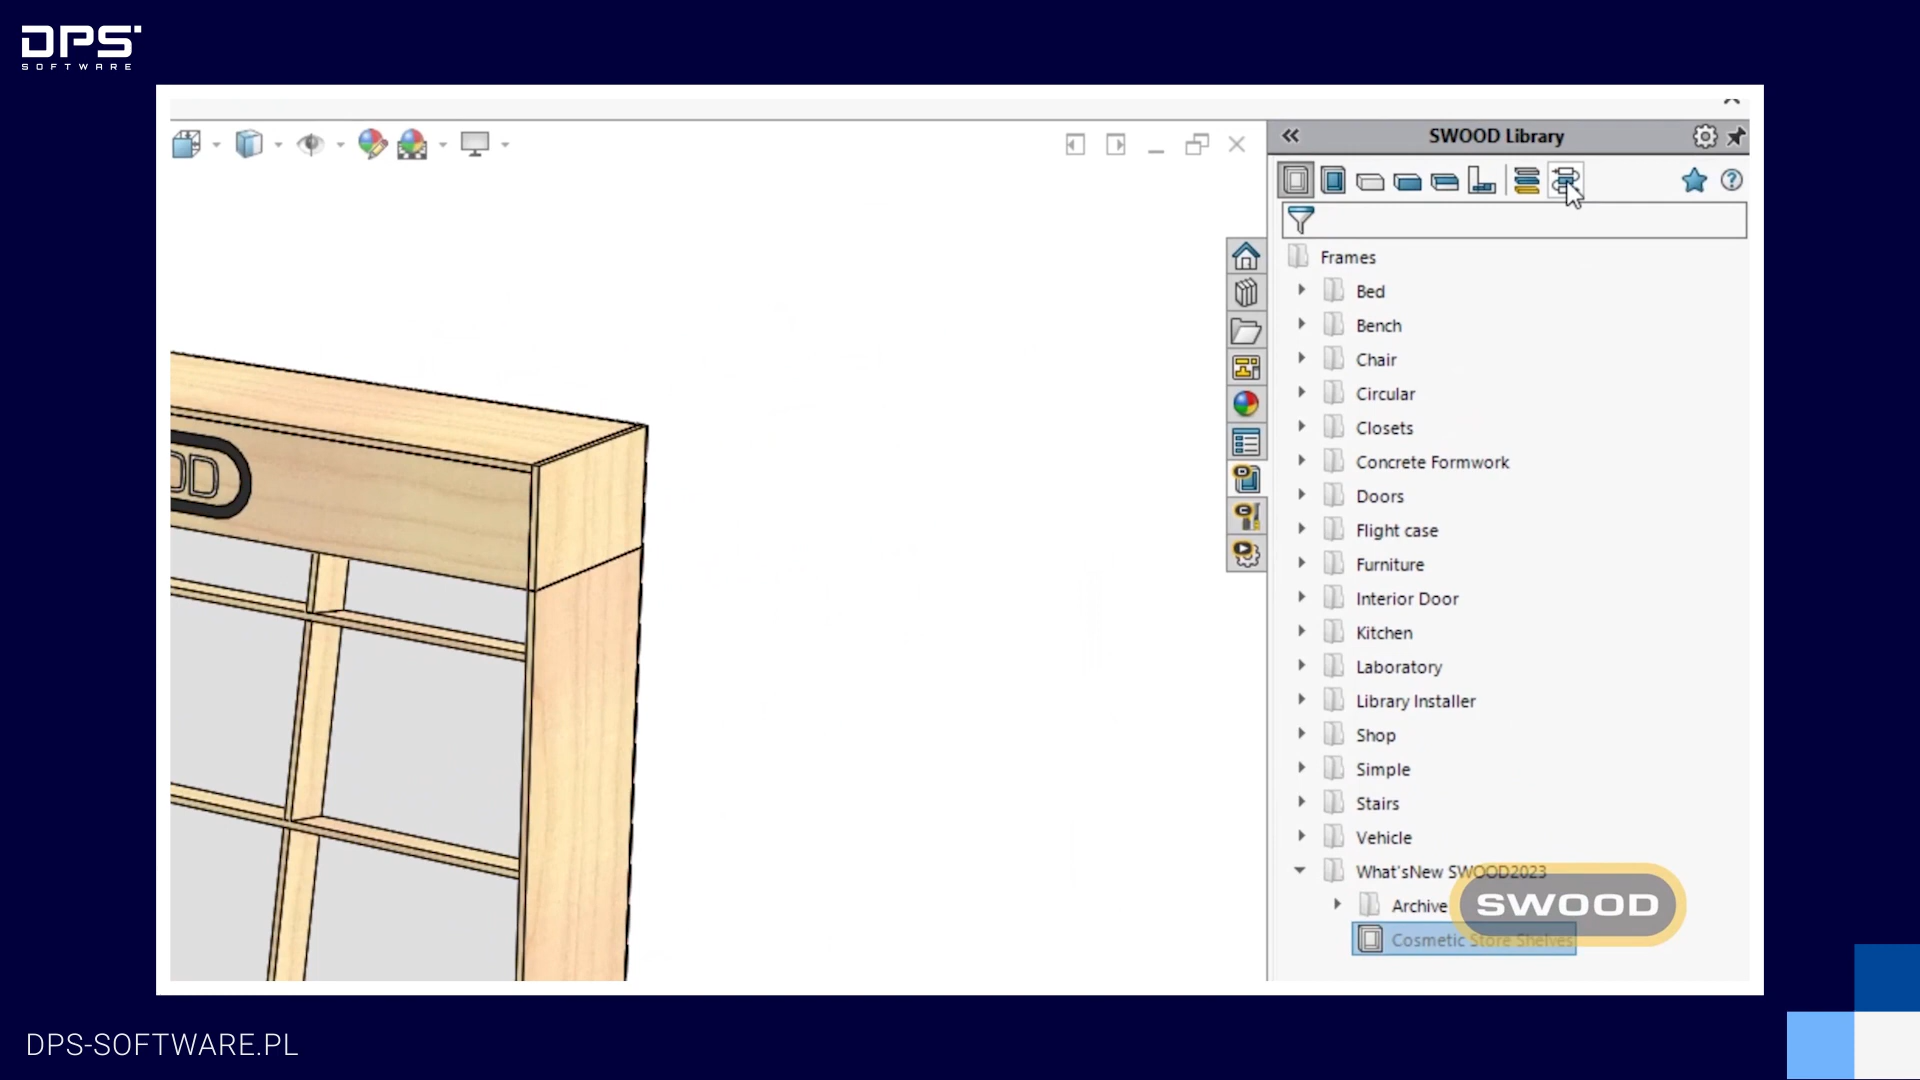 DPS
SOFTWARE
SWOOD Library
Frames
Bed
Bench
Chair
Circular
Closets
Concrete Formwork
Doors
Flight case
Furniture
Interior Door
Kitchen
Laboratory
Library Installer
Shop
Simple
Stairs
Vehicle
What'sNew SWOOD2023
Archive
SWOOD
Cosmetic Store Shelves
OD
DPS-SOFTWARE.PL